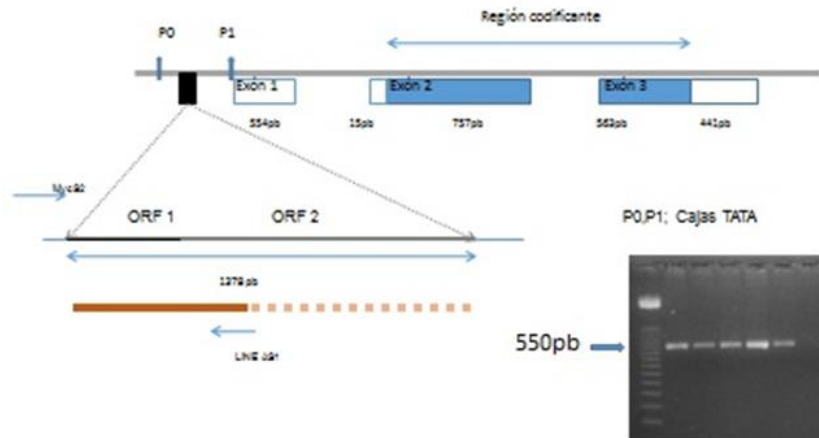 Región codificante
P0
P1
Exón 1
Exón 2
Exón 3
554pb
15pb
757pb
563pb
441pb
ORF 1
ORF 2
P0,P1; Cajas TATA
1379 pb
550pb
LINE